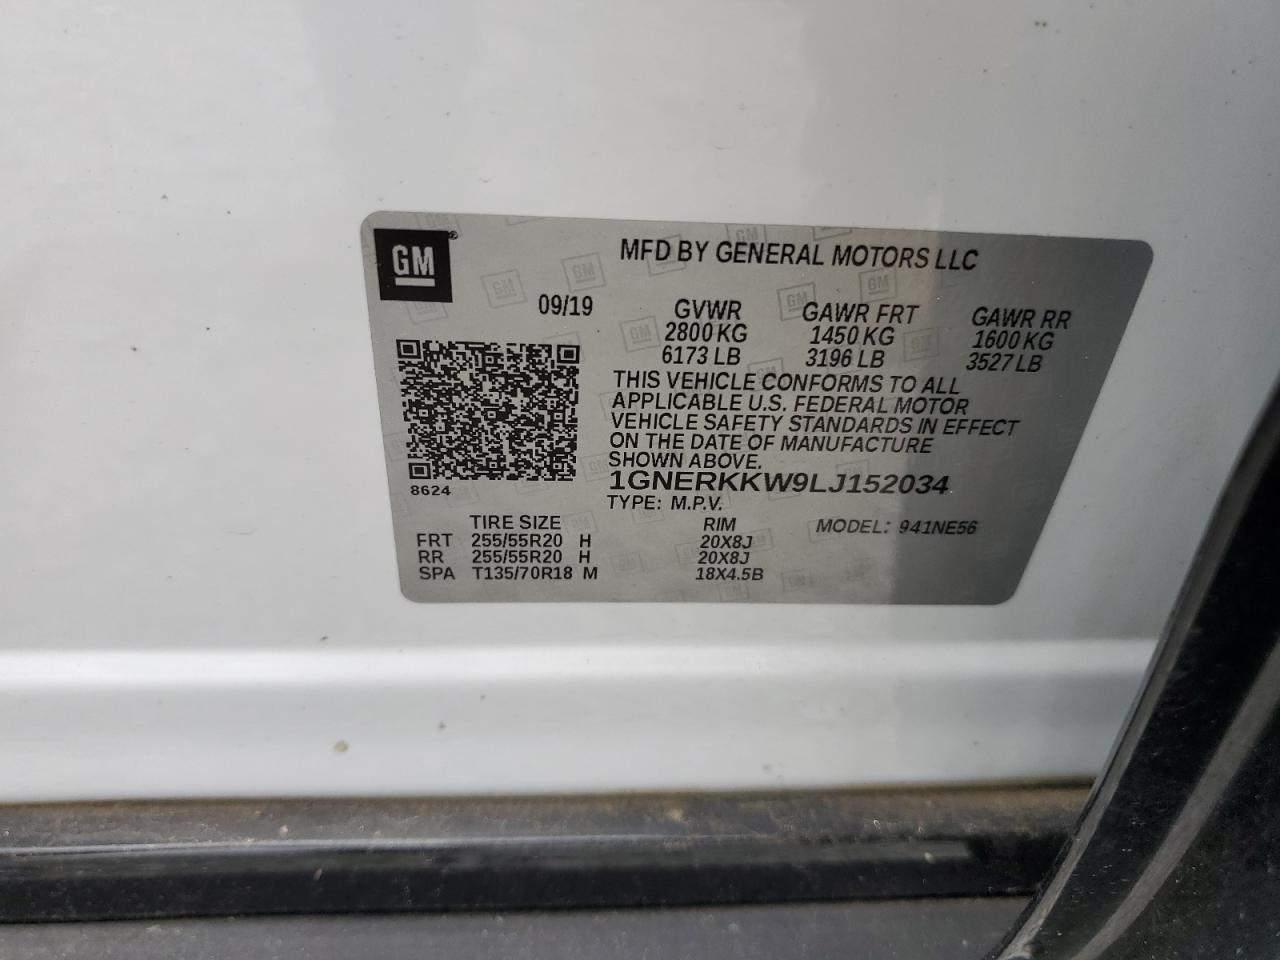 GM
MFD BY GENERAL MOTORS LLC
09/19
GVWR GAWR FRT GAWR RR
2800 KG 1450 KG 1600 KG
6173 LB 3196 LB 3527 LB
THIS VEHICLE CONFORMS TO ALL
APPLICABLE U.S. FEDERAL MOTOR
VEHICLE SAFETY STANDARDS IN EFFECT
ON THE DATE OF MANUFACTURE
SHOWN ABOVE.
8624
1GNERKKW9LJ152034
TYPE: M.P.V.
TIRE SIZE RIM MODEL: 941NE56
FRT 255/55R20 H 20X8J
RR 255/55R20 H 20X8J
SPA T135/70R18 M 18X4.5B